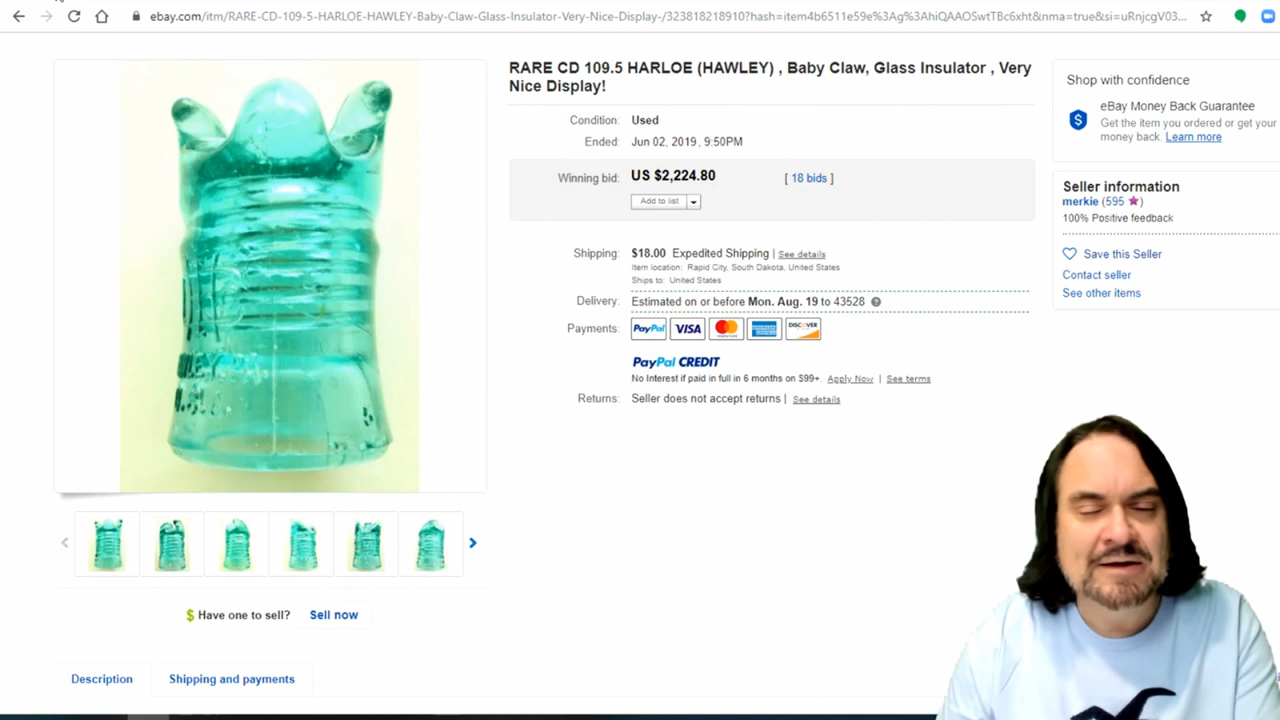 ebay.com/itm/RARE-CD-109-5-HARLOE-HAWLEY-Baby-Claw-Glass-Insulator-Very-Nice-Display-/323818218910?hash=item4b6511e59e%3Ag%3AhiQAAOSwtTBc6xht&nma=true&si=uRnjcgV03...
RARE CD 109.5 HARLOE (HAWLEY) , Baby Claw, Glass Insulator , Very
Nice Display!
Condition: Used
Ended: Jun 02, 2019 , 9:50PM
Winning bid: US $2,224.80 [ 18 bids ]
Add to list
Shipping: $18.00 Expedited Shipping | See details
Item location: Rapid City, South Dakota, United States
Ships to: United States
Delivery: Estimated on or before Mon. Aug. 19 to 43528
Payments: PayPal VISA MasterCard AMERICAN EXPRESS DISCOVER
PayPal CREDIT
No Interest if paid in full in 6 months on $99+. Apply Now | See terms
Returns: Seller does not accept returns | See details
Shop with confidence
eBay Money Back Guarantee
Get the item you ordered or get your
money back. Learn more
Seller information
merkie (595 )
100% Positive feedback
Save this Seller
Contact seller
See other items
$ Have one to sell? Sell now
Description Shipping and payments